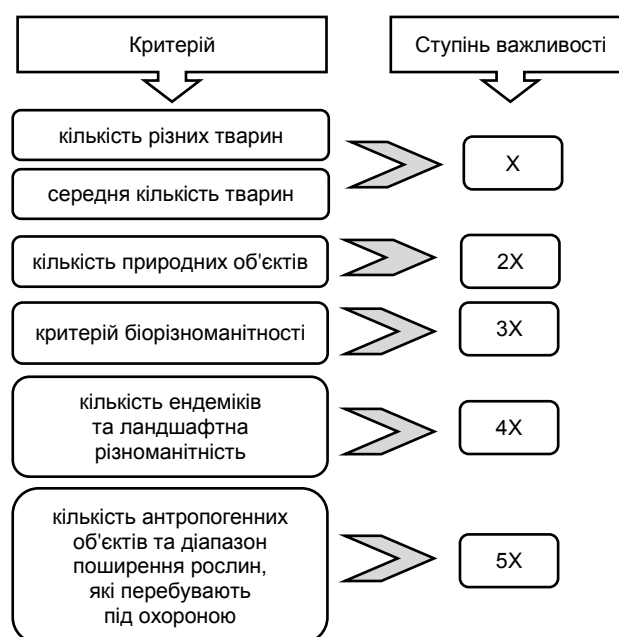 Критерій
Ступінь важливості
кількість різних тварин
середня кількість тварин
X
кількість природних об'єктів
2X
критерій біорізноманітності
3X
кількість ендеміків
та ландшафтна
різноманітність
4X
кількість антропогенних
об'єктів та діапазон
поширення рослин,
які перебувають
під охороною
5X